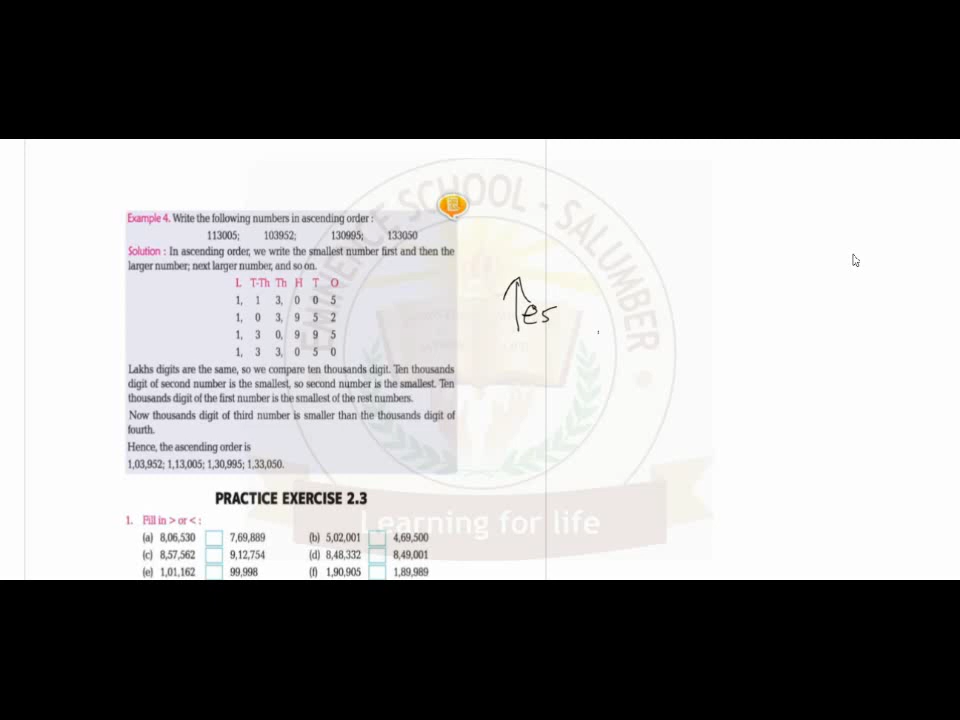 EMINENCE SCHOOL - SALUMBER
Example 4. Write the following numbers in ascending order :
113005; 103952; 130995; 133050
Solution : In ascending order, we write the smallest number first and then the
larger number; next larger number, and so on.
L T-Th Th H T O
1, 1 3, 0 0 5
1, 0 3, 9 5 2
1, 3 0, 9 9 5
1, 3 3, 0 5 0
Lakhs digits are the same, so we compare ten thousands digit. Ten thousands
digit of second number is the smallest, so second number is the smallest. Ten
thousands digit of the first number is the smallest of the rest numbers.
Now thousands digit of third number is smaller than the thousands digit of
fourth.
Hence, the ascending order is
1,03,952; 1,13,005; 1,30,995; 1,33,050.
↑es
PRACTICE EXERCISE 2.3
1. Fill in > or < :
(a) 8,06,530 7,69,889 (b) 5,02,001 4,69,500
(c) 8,57,562 9,12,754 (d) 8,48,332 8,49,001
(e) 1,01,162 99,998 (f) 1,90,905 1,89,989
Learning for life